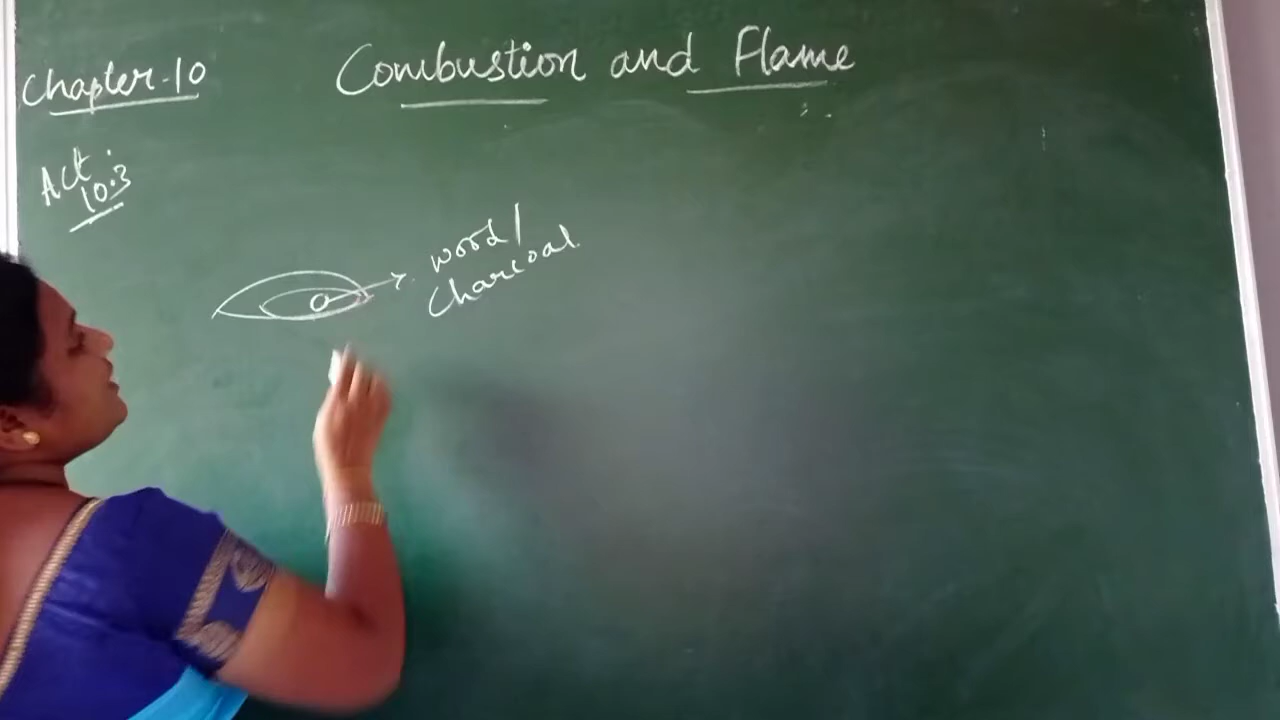 Chapter-10
Combustion and Flame
Act
10.3
wood/
charcoal